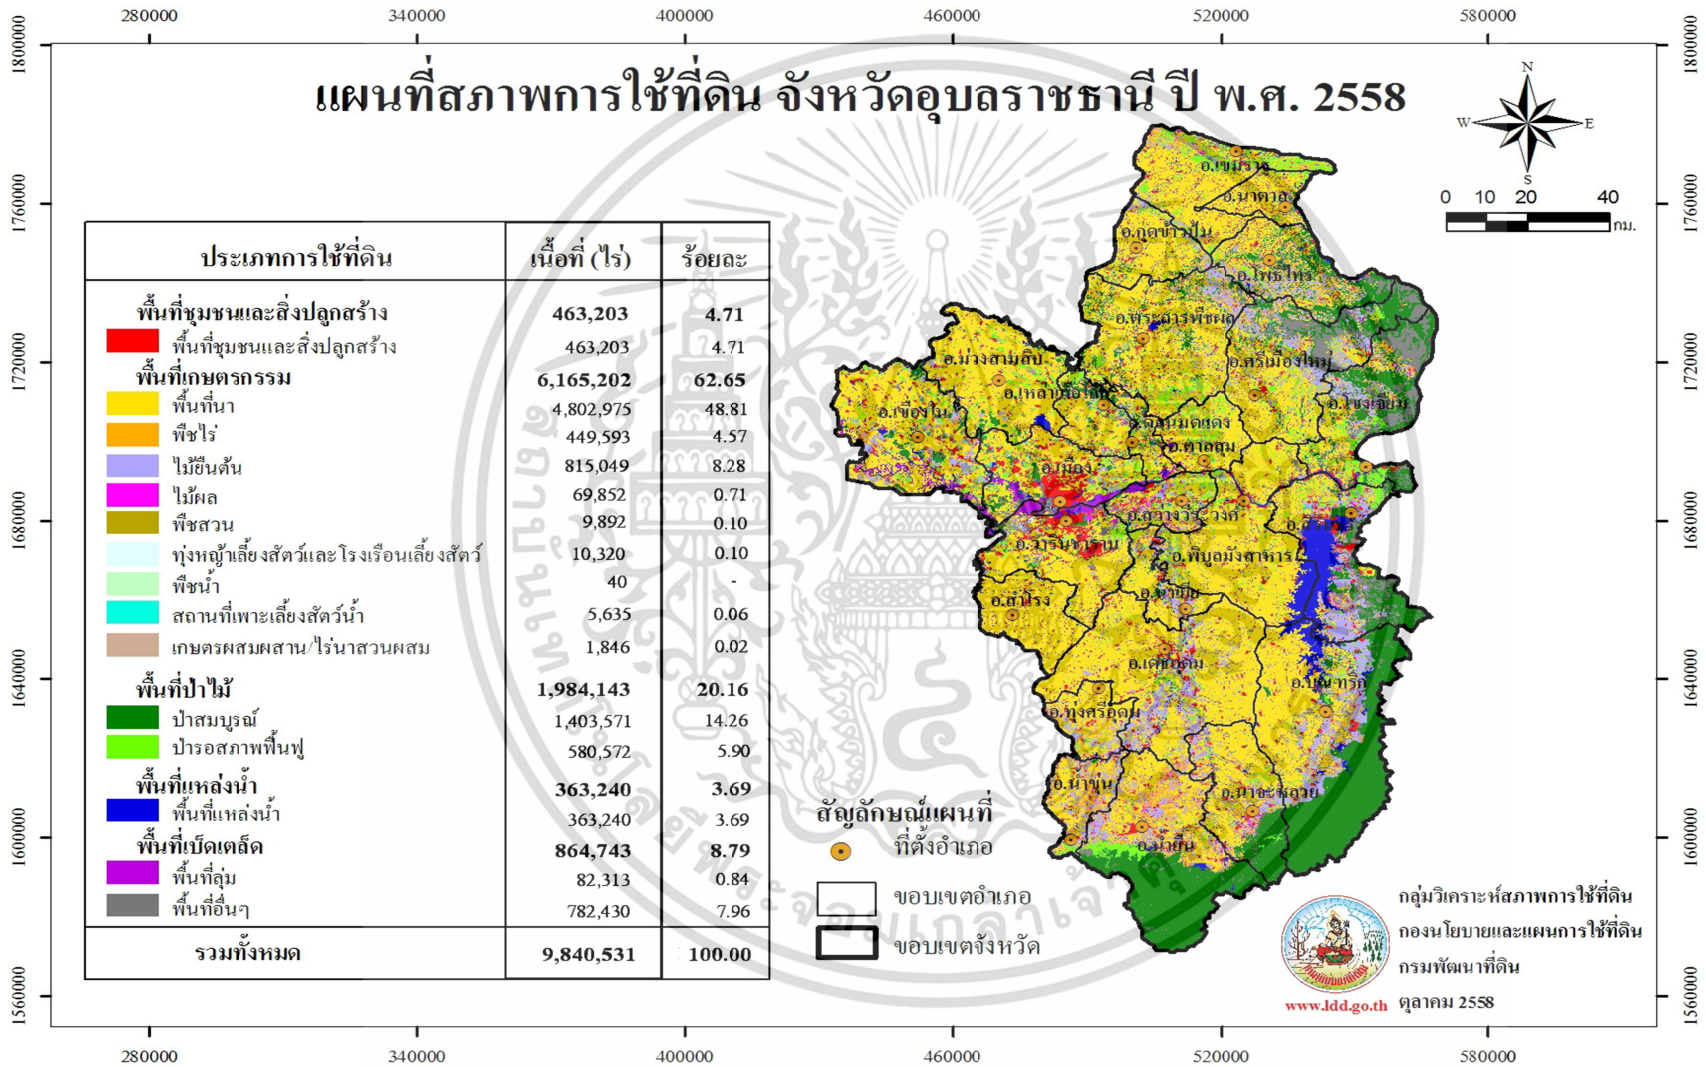 280000 340000 400000 460000 520000 580000
แผนที่สภาพการใช้ที่ดิน จังหวัดอุบลราชธานี ปี พ.ศ. 2558
N
W E
S
0 10 20 40
กม.
1800000 1800000
1760000 1760000
1720000 1720000
1680000 1680000
1640000 1640000
1600000 1600000
1560000 1560000
ประเภทการใช้ที่ดิน เนื้อที่ (ไร่) ร้อยละ
พื้นที่ชุมชนและสิ่งปลูกสร้าง 463,203 4.71
พื้นที่ชุมชนและสิ่งปลูกสร้าง 463,203 4.71
พื้นที่เกษตรกรรม 6,165,202 62.65
พื้นที่นา 4,802,975 48.81
พืชไร่ 449,593 4.57
ไม้ยืนต้น 815,049 8.28
ไม้ผล 69,852 0.71
พืชสวน 9,892 0.10
ทุ่งหญ้าเลี้ยงสัตว์และโรงเรือนเลี้ยงสัตว์ 10,320 0.10
พืชน้ำ 40 -
สถานที่เพาะเลี้ยงสัตว์น้ำ 5,635 0.06
เกษตรผสมผสาน/ไร่นาสวนผสม 1,846 0.02
พื้นที่ป่าไม้ 1,984,143 20.16
ป่าสมบูรณ์ 1,403,571 14.26
ป่ารอสภาพฟื้นฟู 580,572 5.90
พื้นที่แหล่งน้ำ 363,240 3.69
พื้นที่แหล่งน้ำ 363,240 3.69
พื้นที่เบ็ดเตล็ด 864,743 8.79
พื้นที่ลุ่ม 82,313 0.84
พื้นที่อื่นๆ 782,430 7.96
รวมทั้งหมด 9,840,531 100.00
อ.เขมราฐ
อ.นาตาล
อ.กุดข้าวปุ้น
อ.โพธิ์ไทร
อ.ตระการพืชผล
อ.ม่วงสามสิบ
อ.ศรีเมืองใหม่
อ.เขื่องใน
อ.โขงเจียม
อ.ดอนมดแดง
อ.ตาลสุม
อ.เมือง
อ.สว่างวีระวงศ์
อ.วารินชำราบ
อ.พิบูลมังสาหาร
อ.นาเยีย
อ.สำโรง
อ.เดชอุดม
อ.บุณฑริก
อ.ทุ่งศรีอุดม
อ.น้ำขุ่น
อ.นาจะหลวย
อ.น้ำยืน
สัญลักษณ์แผนที่
ที่ตั้งอำเภอ
ขอบเขตอำเภอ
ขอบเขตจังหวัด
กลุ่มวิเคราะห์สภาพการใช้ที่ดิน
กองนโยบายและแผนการใช้ที่ดิน
กรมพัฒนาที่ดิน
www.ldd.go.th ตุลาคม 2558
280000 340000 400000 460000 520000 580000